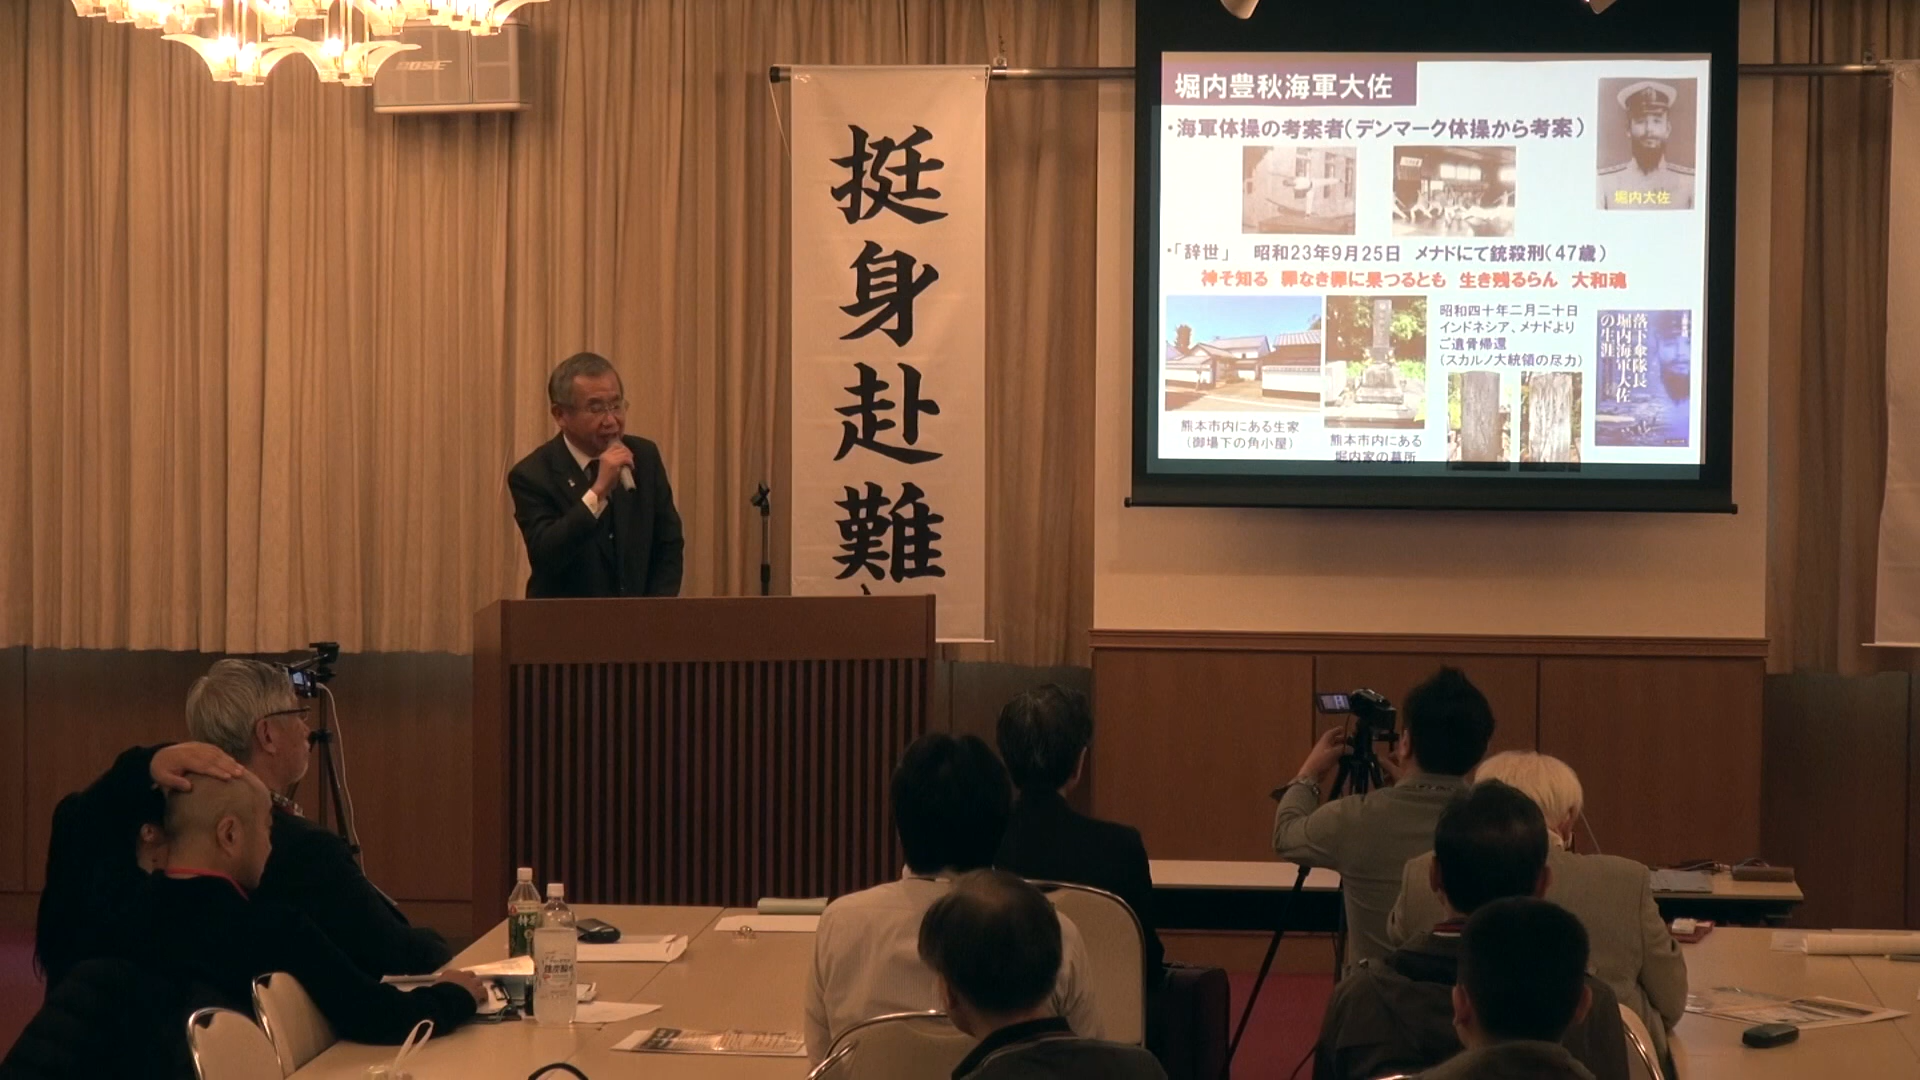 BOSE
挺身赴難
堀内豊秋海軍大佐
・海軍体操の考案者(デンマーク体操から考案)
堀内大佐
・「辞世」 昭和23年9月25日 メナドにて銃殺刑(47歳)
神そ知る 罪なき罪に果つるとも 生き残るらん 大和魂
昭和四十年二月二十日
インドネシア、メナドより
ご遺骨帰還
(スカルノ大統領の尽力)
落下傘隊長
堀内海軍大佐
の生涯
熊本市内にある生家
(御場下の角小屋)
熊本市内にある
堀内家の墓所